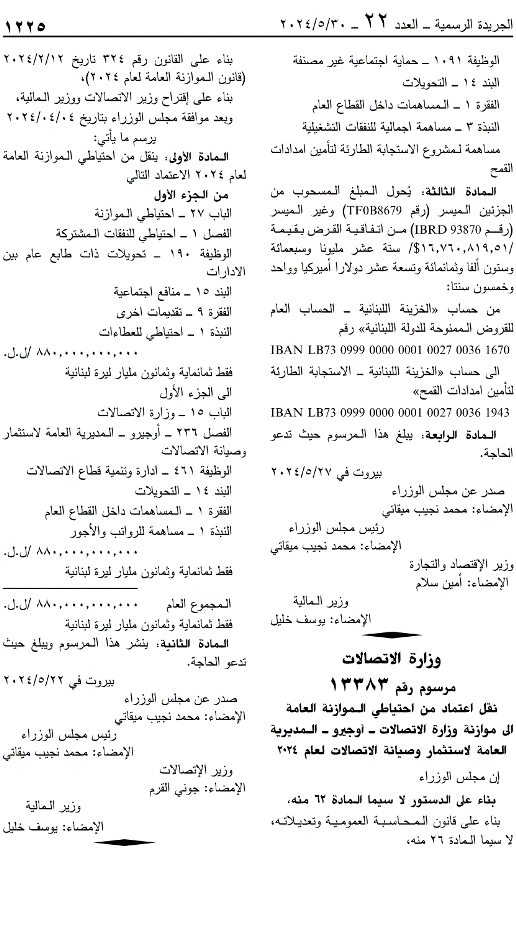 الجريدة الرسمية ـ العدد ٢٢ ـ ٢٠٢٤/٥/٣٠
١٢٢٥
الوظيفة ١٠٩١ ـ حماية اجتماعية غير مصنفة
البند ١٤ ـ التحويلات
الفقرة ١ ـ المساهمات داخل القطاع العام
النبذة ٣ ـ مساهمة اجمالية للنفقات التشغيلية
مساهمة لمشروع الاستجابة الطارئة لتأمين امدادات
القمح
المادة الثالثة: يُحول المبلغ المسحوب من
الجزئين الميسر (رقم TF0B8679) وغير الميسر
(رقم IBRD 93870) من اتفاقية القرض بقيمة
/١٦,٧٦٠,٨١٩,٥١$/ ستة عشر مليونا وسبعمائة
وستون ألفا وثمانمائة وتسعة عشر دولارا أميركيا وواحد
وخمسون سنتا:
من حساب «الخزينة اللبنانية ـ الحساب العام
للقروض الممنوحة للدولة اللبنانية» رقم
IBAN LB73 0999 0000 0001 0027 0036 1670
الى حساب «الخزينة اللبنانية ـ الاستجابة الطارئة
لتأمين امدادات القمح»
IBAN LB73 0999 0000 0001 0027 0036 1943
المادة الرابعة: يبلغ هذا المرسوم حيث تدعو
الحاجة.
بيروت في ٢٠٢٤/٥/٢٧
صدر عن مجلس الوزراء
الإمضاء: محمد نجيب ميقاتي
رئيس مجلس الوزراء
الإمضاء: محمد نجيب ميقاتي
وزير الإقتصاد والتجارة
الإمضاء: أمين سلام
وزير المالية
الإمضاء: يوسف خليل
وزارة الاتصالات
مرسوم رقم ١٣٣٨٣
نقل اعتماد من احتياطي الموازنة العامة
الى موازنة وزارة الاتصالات ـ أوجيرو ـ المديرية
العامة لاستثمار وصيانة الاتصالات لعام ٢٠٢٤
إن مجلس الوزراء
بناء على الدستور لا سيما المادة ٦٢ منه،
بناء على قانون المحاسبة العمومية وتعديلاته،
لا سيما المادة ٢٦ منه،
بناء على القانون رقم ٣٢٤ تاريخ ٢٠٢٤/٢/١٢
(قانون الموازنة العامة لعام ٢٠٢٤)،
بناء على إقتراح وزير الاتصالات ووزير المالية،
وبعد موافقة مجلس الوزراء بتاريخ ٢٠٢٤/٠٤/٠٤
يرسم ما يأتي:
المادة الأولى: ينقل من احتياطي الموازنة العامة
لعام ٢٠٢٤ الاعتماد التالي
من الجزء الأول
الباب ٢٧ ـ احتياطي الموازنة
الفصل ١ ـ احتياطي للنفقات المشتركة
الوظيفة ١٩٠ ـ تحويلات ذات طابع عام بين
الادارات
البند ١٥ ـ منافع اجتماعية
الفقرة ٩ ـ تقديمات اخرى
النبذة ١ ـ احتياطي للعطاءات
٨٨٠,٠٠٠,٠٠٠,٠٠٠ /ل.ل.
فقط ثمانماية وثمانون مليار ليرة لبنانية
الى الجزء الأول
الباب ١٥ ـ وزارة الاتصالات
الفصل ٢٣٦ ـ أوجيرو ـ المديرية العامة لاستثمار
وصيانة الاتصالات
الوظيفة ٤٦١ ـ ادارة وتنمية قطاع الاتصالات
البند ١٤ ـ التحويلات
الفقرة ١ ـ المساهمات داخل القطاع العام
النبذة ١ ـ مساهمة للرواتب والأجور
٨٨٠,٠٠٠,٠٠٠,٠٠٠ /ل.ل.
فقط ثمانماية وثمانون مليار ليرة لبنانية
المجموع العام ٨٨٠,٠٠٠,٠٠٠,٠٠٠ /ل.ل.
فقط ثمانماية وثمانون مليار ليرة لبنانية
المادة الثانية: ينشر هذا المرسوم ويبلغ حيث
تدعو الحاجة.
بيروت في ٢٠٢٤/٥/٢٢
صدر عن مجلس الوزراء
الإمضاء: محمد نجيب ميقاتي
رئيس مجلس الوزراء
الإمضاء: محمد نجيب ميقاتي
وزير الإتصالات
الإمضاء: جوني القرم
وزير المالية
الإمضاء: يوسف خليل